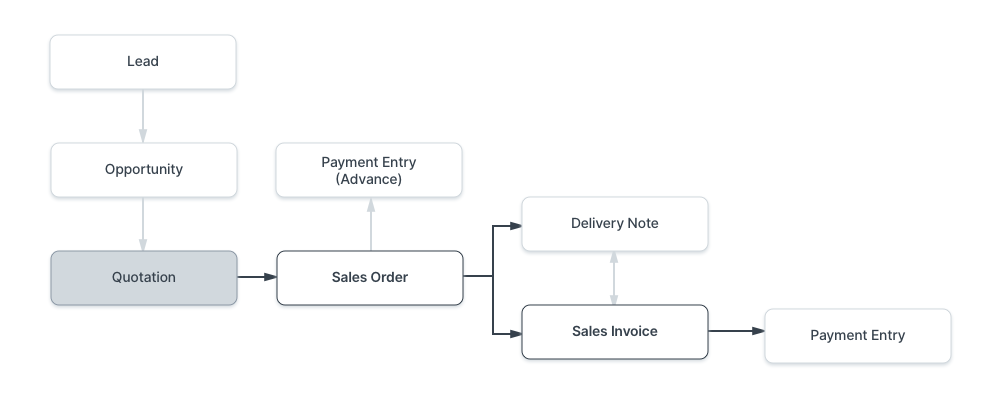 Lead
Opportunity
Payment Entry
(Advance)
Delivery Note
Quotation
Sales Order
Sales Invoice
Payment Entry